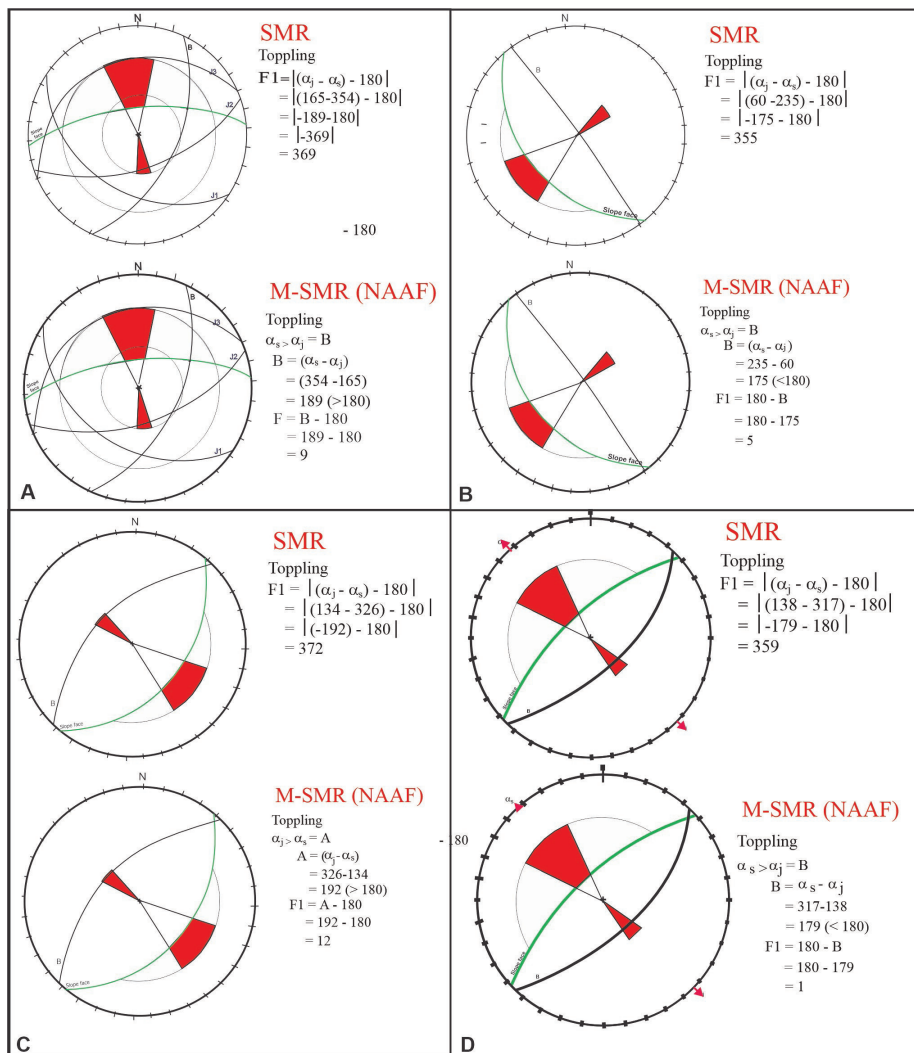 N
SMR
Toppling
F1=|(αj - αs) - 180|
=|(165-354) - 180|
=|-189-180|
=|-369|
= 369
B
J3
J2
Slope face
J1
- 180
N
M-SMR (NAAF)
Toppling
αs > αj = B
B = (αs - αj)
= (354 -165)
= 189 (>180)
F = B - 180
= 189 - 180
= 9
B
J3
J2
Slope face
J1
A
N
SMR
Toppling
F1 = |(αj - αs) - 180|
= |(60 -235) - 180|
= |-175 - 180|
= 355
B
Slope face
N
M-SMR (NAAF)
Toppling
αs > αj = B
B = (αs - αj)
= 235 - 60
= 175 (<180)
F1 = 180 - B
= 180 - 175
= 5
B
Slope face
B
N
SMR
Toppling
F1 = |(αj - αs) - 180|
= |(134 - 326) - 180|
= |(-192) - 180|
= 372
B
Slope face
N
M-SMR (NAAF)
Toppling
αj > αs = A
A = (αj-αs)
= 326-134
= 192 (> 180)
F1 = A - 180
= 192 - 180
= 12
- 180
B
Slope face
C
SMR
Toppling
F1 = |(αj - αs) - 180|
= |(138 - 317) - 180|
= |-179 - 180|
= 359
Slope face
B
αs
M-SMR (NAAF)
Toppling
αs > αj = B
B = αs - αj
= 317-138
= 179 (< 180)
F1 = 180 - B
= 180 - 179
= 1
Slope face
B
D